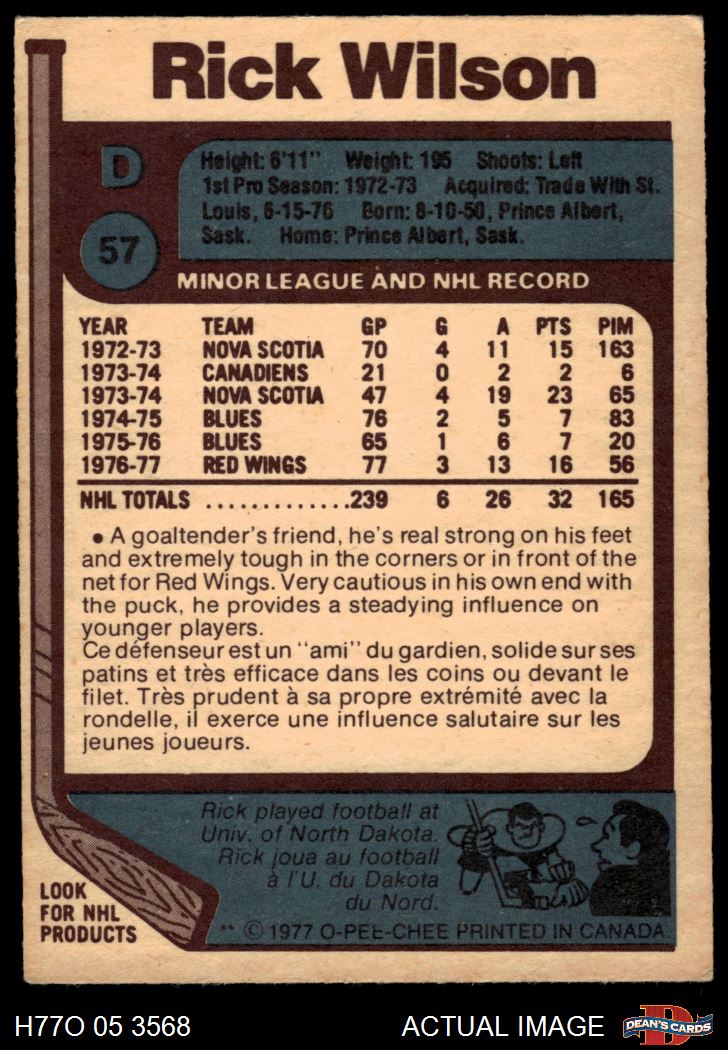 Rick Wilson
D
Height: 6'11" Weight: 195 Shoots: Left
1st Pro Season: 1972-73 Acquired: Trade With St.
Louis, 6-15-76 Born: 8-10-50, Prince Albert,
Sask. Home: Prince Albert, Sask.
57
MINOR LEAGUE AND NHL RECORD
YEAR TEAM GP G A PTS PIM
1972-73 NOVA SCOTIA 70 4 11 15 163
1973-74 CANADIENS 21 0 2 2 6
1973-74 NOVA SCOTIA 47 4 19 23 65
1974-75 BLUES 76 2 5 7 83
1975-76 BLUES 65 1 6 7 20
1976-77 RED WINGS 77 3 13 16 56
NHL TOTALS .............239 6 26 32 165
• A goaltender's friend, he's real strong on his feet
and extremely tough in the corners or in front of the
net for Red Wings. Very cautious in his own end with
the puck, he provides a steadying influence on
younger players.
Ce défenseur est un "ami" du gardien, solide sur ses
patins et très efficace dans les coins ou devant le
filet. Très prudent à sa propre extrémité avec la
rondelle, il exerce une influence salutaire sur les
jeunes joueurs.
Rick played football at
Univ. of North Dakota.
Rick joua au football
à l'U. du Dakota
du Nord.
LOOK
FOR NHL
PRODUCTS
** © 1977 O-PEE-CHEE PRINTED IN CANADA.
H77O 05 3568 ACTUAL IMAGE
D
DEAN'S CARDS